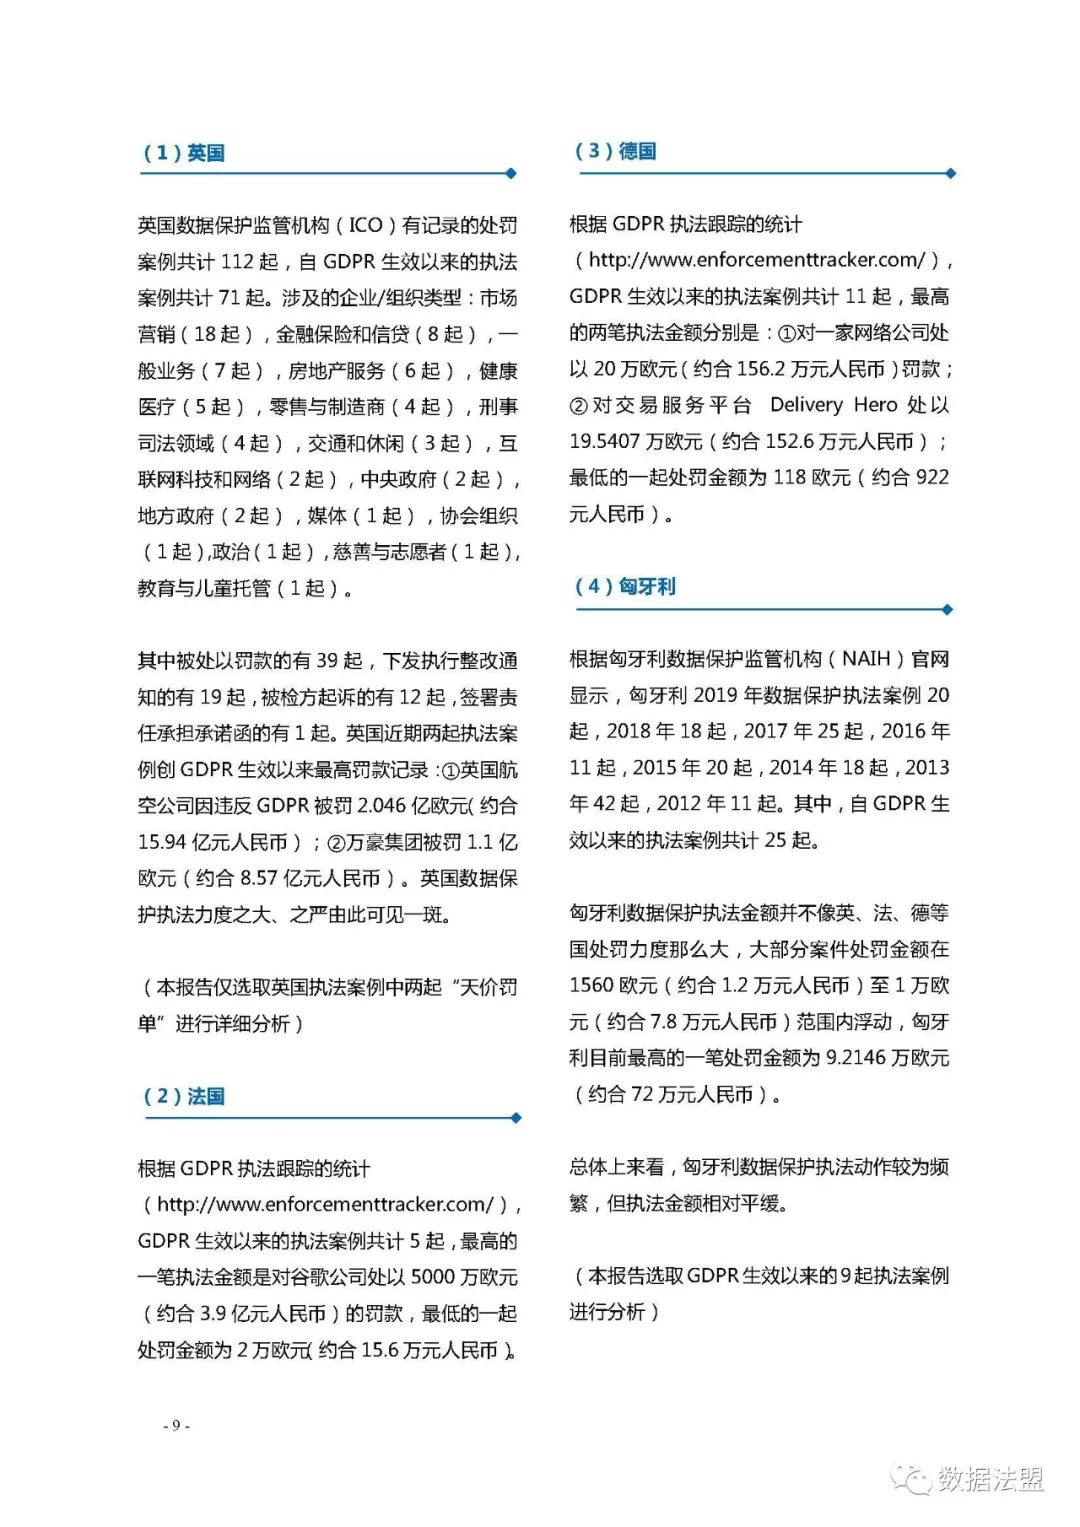 （1）英国
英国数据保护监管机构（ICO）有记录的处罚
案例共计 112 起，自 GDPR 生效以来的执法
案例共计 71 起。涉及的企业/组织类型：市场
营销（18 起），金融保险和信贷（8 起），一
般业务（7 起），房地产服务（6 起），健康
医疗（5 起），零售与制造商（4 起），刑事
司法领域（4 起），交通和休闲（3 起），互
联网科技和网络（2 起），中央政府（2 起），
地方政府（2 起），媒体（1 起），协会组织
（1 起）,政治（1 起），慈善与志愿者（1 起），
教育与儿童托管（1 起）。
其中被处以罚款的有 39 起，下发执行整改通
知的有 19 起，被检方起诉的有 12 起，签署责
任承担承诺函的有 1 起。英国近期两起执法案
例创 GDPR 生效以来最高罚款记录：①英国航
空公司因违反 GDPR 被罚 2.046 亿欧元（约合
15.94 亿元人民币）；②万豪集团被罚 1.1 亿
欧元（约合 8.57 亿元人民币）。英国数据保
护执法力度之大、之严由此可见一斑。
（本报告仅选取英国执法案例中两起“天价罚
单”进行详细分析）
（2）法国
根据 GDPR 执法跟踪的统计
（http://www.enforcementtracker.com/），
GDPR 生效以来的执法案例共计 5 起，最高的
一笔执法金额是对谷歌公司处以 5000 万欧元
（约合 3.9 亿元人民币）的罚款，最低的一起
处罚金额为 2 万欧元（约合 15.6 万元人民币）。
（3）德国
根据 GDPR 执法跟踪的统计
（http://www.enforcementtracker.com/），
GDPR 生效以来的执法案例共计 11 起，最高
的两笔执法金额分别是：①对一家网络公司处
以 20 万欧元（约合 156.2 万元人民币）罚款；
②对交易服务平台 Delivery Hero 处以
19.5407 万欧元（约合 152.6 万元人民币）；
最低的一起处罚金额为 118 欧元（约合 922
元人民币）。
（4）匈牙利
根据匈牙利数据保护监管机构（NAIH）官网
显示，匈牙利 2019 年数据保护执法案例 20
起，2018 年 18 起，2017 年 25 起，2016 年
11 起，2015 年 20 起，2014 年 18 起，2013
年 42 起，2012 年 11 起。其中，自 GDPR 生
效以来的执法案例共计 25 起。
匈牙利数据保护执法金额并不像英、法、德等
国处罚力度那么大，大部分案件处罚金额在
1560 欧元（约合 1.2 万元人民币）至 1 万欧
元（约合 7.8 万元人民币）范围内浮动，匈牙
利目前最高的一笔处罚金额为 9.2146 万欧元
（约合 72 万元人民币）。
总体上来看，匈牙利数据保护执法动作较为频
繁，但执法金额相对平缓。
（本报告选取 GDPR 生效以来的 9 起执法案例
进行分析）
- 9 -
数据法盟